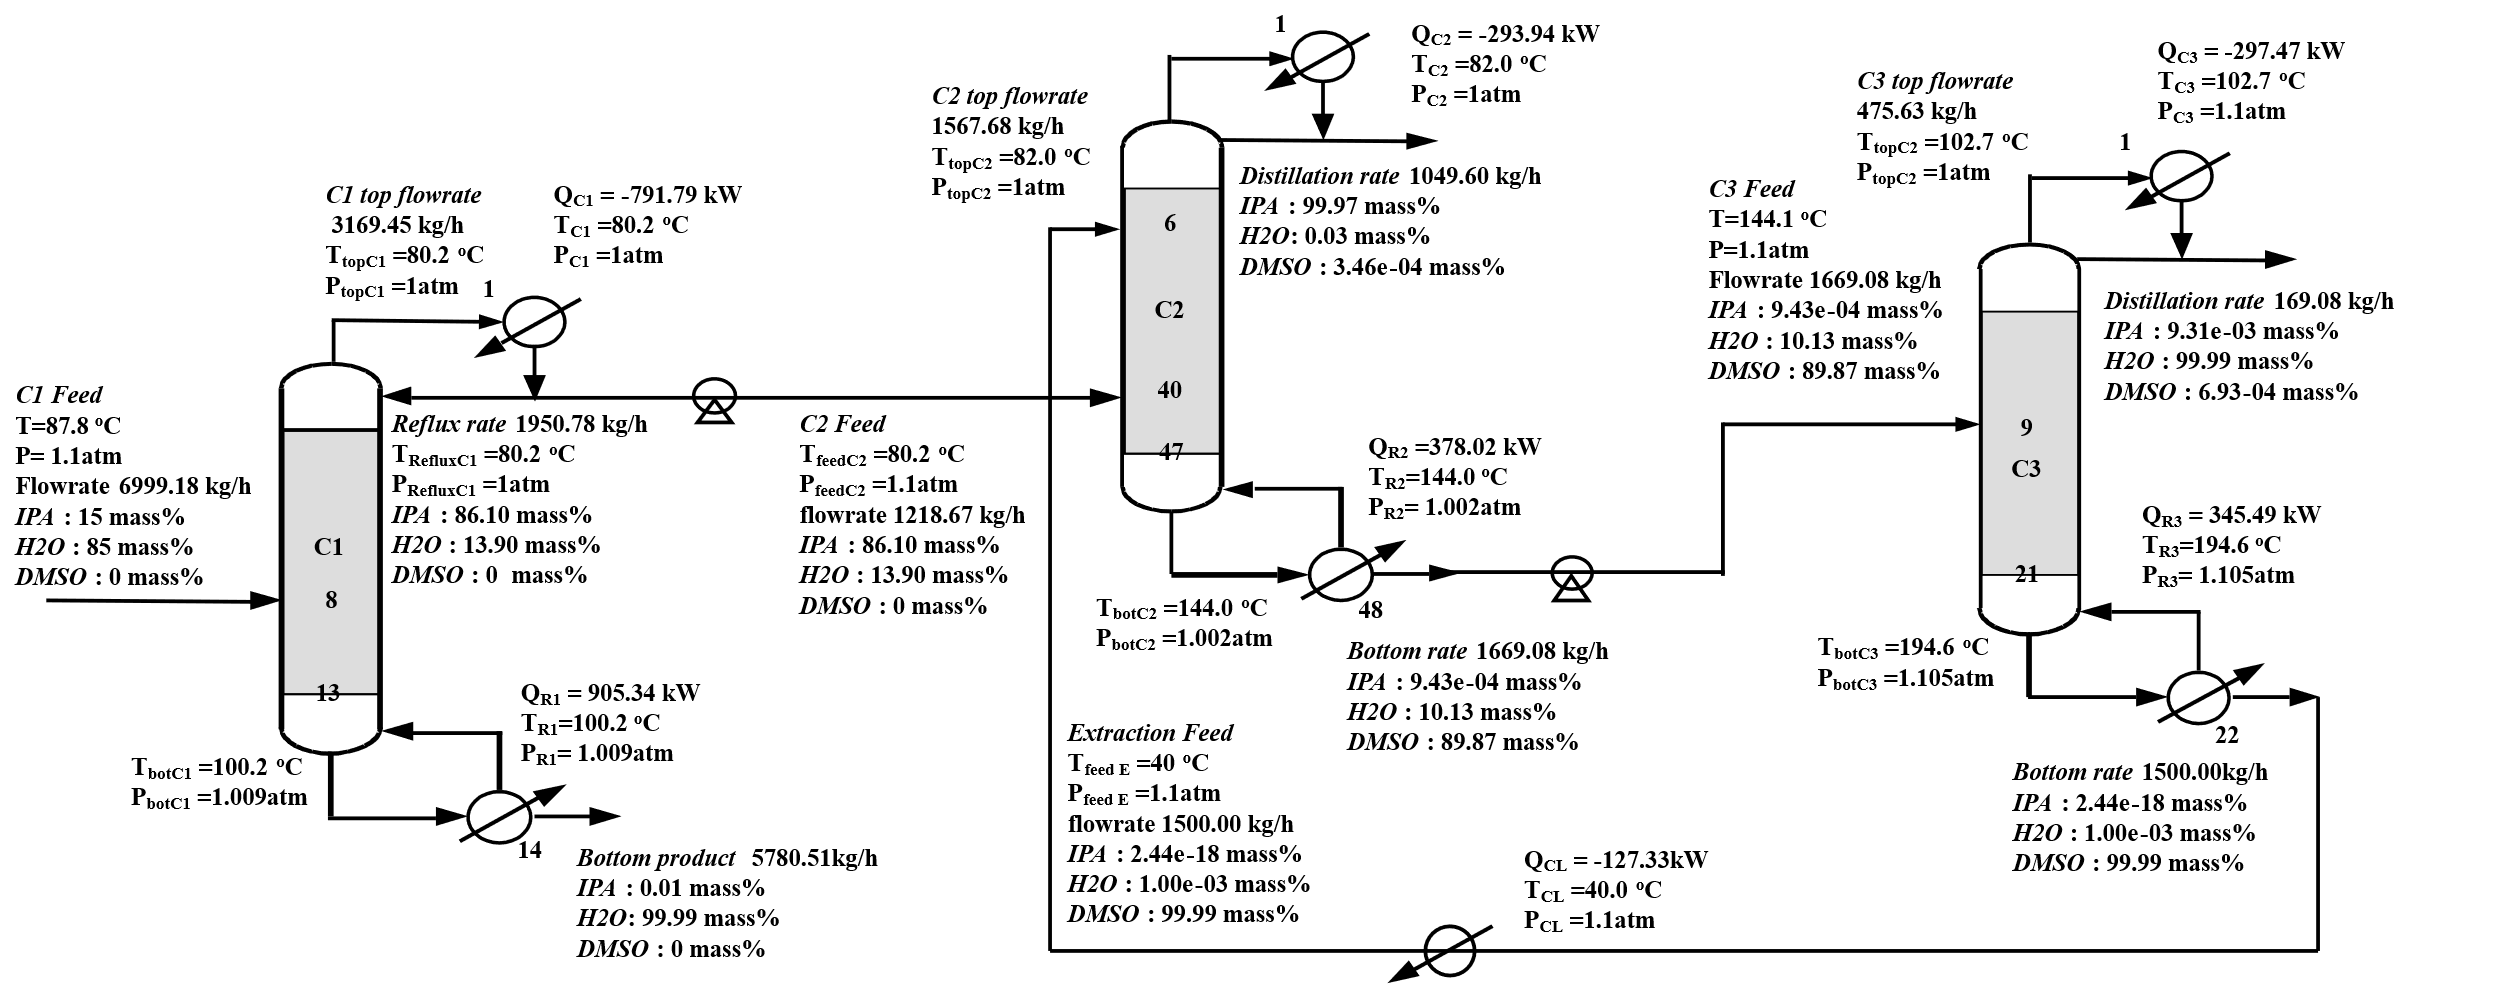 C1 Feed
T=87.8 ºC
P= 1.1atm
Flowrate 6999.18 kg/h
IPA : 15 mass%
H2O : 85 mass%
DMSO : 0 mass%
C1 top flowrate
3169.45 kg/h
TtopC1 =80.2 ºC
PtopC1 =1atm
1
QC1 = -791.79 kW
TC1 =80.2 ºC
PC1 =1atm
C1
8
13
Reflux rate 1950.78 kg/h
TRefluxC1 =80.2 ºC
PRefluxC1 =1atm
IPA : 86.10 mass%
H2O : 13.90 mass%
DMSO : 0 mass%
TbotC1 =100.2 ºC
PbotC1 =1.009atm
QR1 = 905.34 kW
TR1=100.2 ºC
PR1= 1.009atm
14
Bottom product 5780.51kg/h
IPA : 0.01 mass%
H2O: 99.99 mass%
DMSO : 0 mass%
C2 Feed
TfeedC2 =80.2 ºC
PfeedC2 =1.1atm
flowrate 1218.67 kg/h
IPA : 86.10 mass%
H2O : 13.90 mass%
DMSO : 0 mass%
C2 top flowrate
1567.68 kg/h
TtopC2 =82.0 ºC
PtopC2 =1atm
1
QC2 = -293.94 kW
TC2 =82.0 ºC
PC2 =1atm
Distillation rate 1049.60 kg/h
IPA : 99.97 mass%
H2O: 0.03 mass%
DMSO : 3.46e-04 mass%
6
C2
40
47
TbotC2 =144.0 ºC
PbotC2 =1.002atm
QR2 =378.02 kW
TR2=144.0 ºC
PR2= 1.002atm
48
Bottom rate 1669.08 kg/h
IPA : 9.43e-04 mass%
H2O : 10.13 mass%
DMSO : 89.87 mass%
Extraction Feed
Tfeed E =40 ºC
Pfeed E =1.1atm
flowrate 1500.00 kg/h
IPA : 2.44e-18 mass%
H2O : 1.00e-03 mass%
DMSO : 99.99 mass%
QCL = -127.33kW
TCL =40.0 ºC
PCL =1.1atm
C3 Feed
T=144.1 ºC
P=1.1atm
Flowrate 1669.08 kg/h
IPA : 9.43e-04 mass%
H2O : 10.13 mass%
DMSO : 89.87 mass%
C3 top flowrate
475.63 kg/h
TtopC2 =102.7 ºC
PtopC2 =1atm
1
QC3 = -297.47 kW
TC3 =102.7 ºC
PC3 =1.1atm
Distillation rate 169.08 kg/h
IPA : 9.31e-03 mass%
H2O : 99.99 mass%
DMSO : 6.93-04 mass%
9
C3
21
TbotC3 =194.6 ºC
PbotC3 =1.105atm
QR3 = 345.49 kW
TR3=194.6 ºC
PR3= 1.105atm
22
Bottom rate 1500.00kg/h
IPA : 2.44e-18 mass%
H2O : 1.00e-03 mass%
DMSO : 99.99 mass%